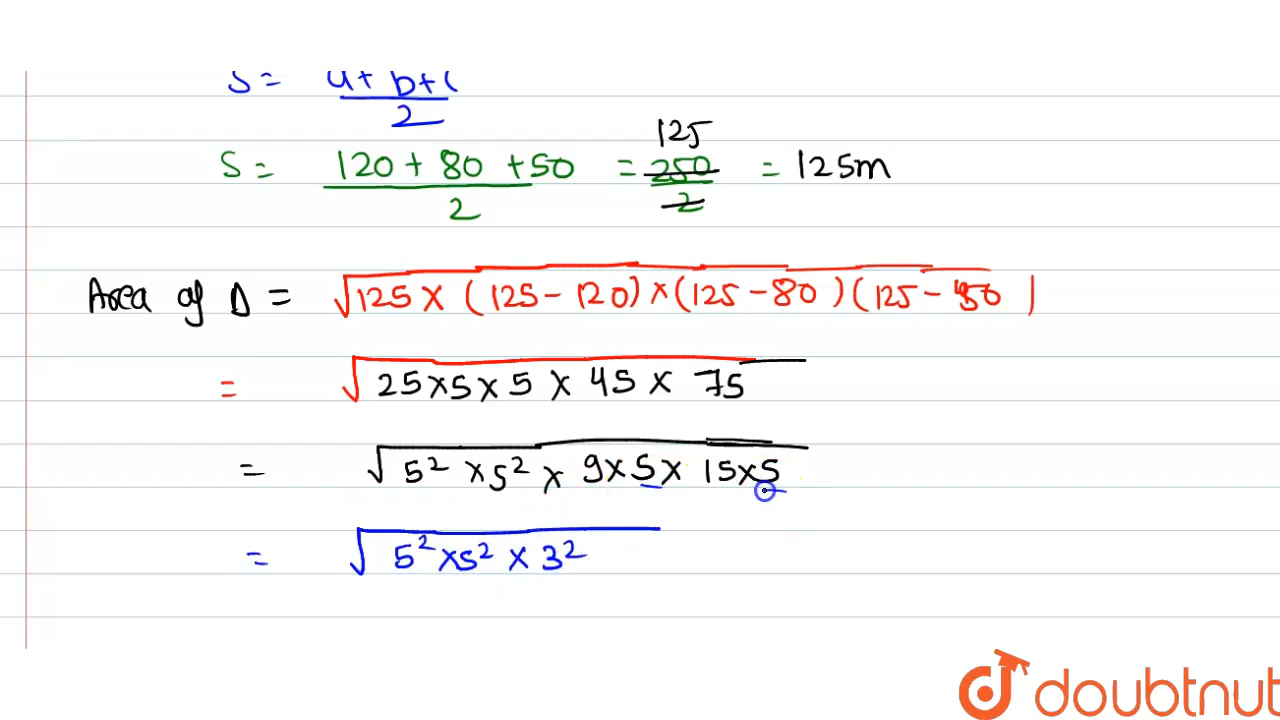 S = a + b + c
2
125
S = 120 + 80 + 50 = 250 = 125m
2 2
Area of Δ = √125 × (125 - 120) × (125 - 80) (125 - 50)
= √25 × 5 × 5 × 45 × 75
= √5² × 5² × 9 × 5 × 15 × 5
= √5² × 5² × 3²
doubtnut